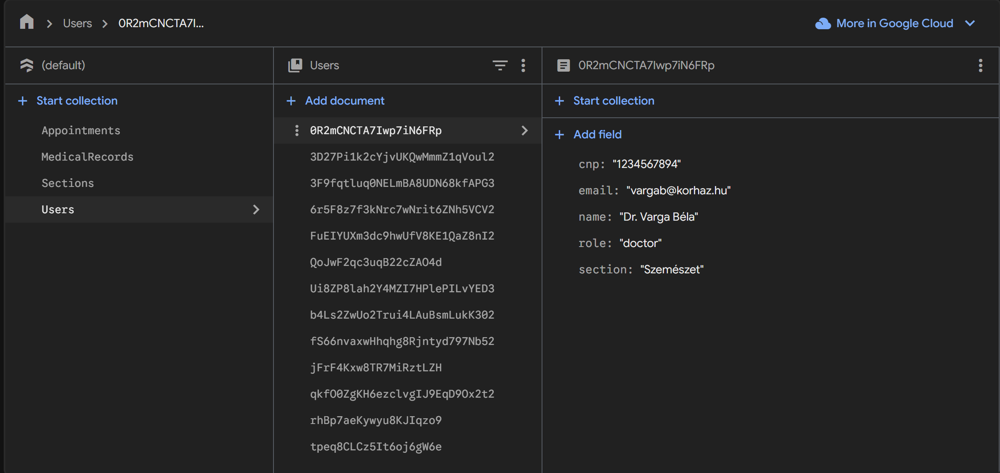 Users
0R2mCNCTA7I...
More in Google Cloud
(default)
Users
0R2mCNCTA7Iwp7iN6FRp
Start collection
Appointments
MedicalRecords
Sections
Users
Add document
0R2mCNCTA7Iwp7iN6FRp
3D27Pi1k2cYjvUKQwMmmZ1qVoul2
3F9fqtluq0NELmBA8UDN68kfAPG3
6r5F8z7f3kNrc7wNrit6ZNh5VCV2
FuEIYUXm3dc9hwUfV8KE1QaZ8nI2
QoJwF2qc3uqB22cZAO4d
Ui8ZP8lah2Y4MZI7HPlePILvYED3
b4Ls2ZwUo2Trui4LAuBsmLukK302
fS66nvaxwHhqhg8Rjntyd797Nb52
jFrF4Kxw8TR7MiRztLZH
qkfO0ZgKH6ezclvgIJ9EqD9Ox2t2
rhBp7aeKywyu8KJIqzo9
tpeq8CLCz5It6oj6gW6e
Start collection
Add field
cnp: "1234567894"
email: "vargab@korhaz.hu"
name: "Dr. Varga Béla"
role: "doctor"
section: "Szemészet"